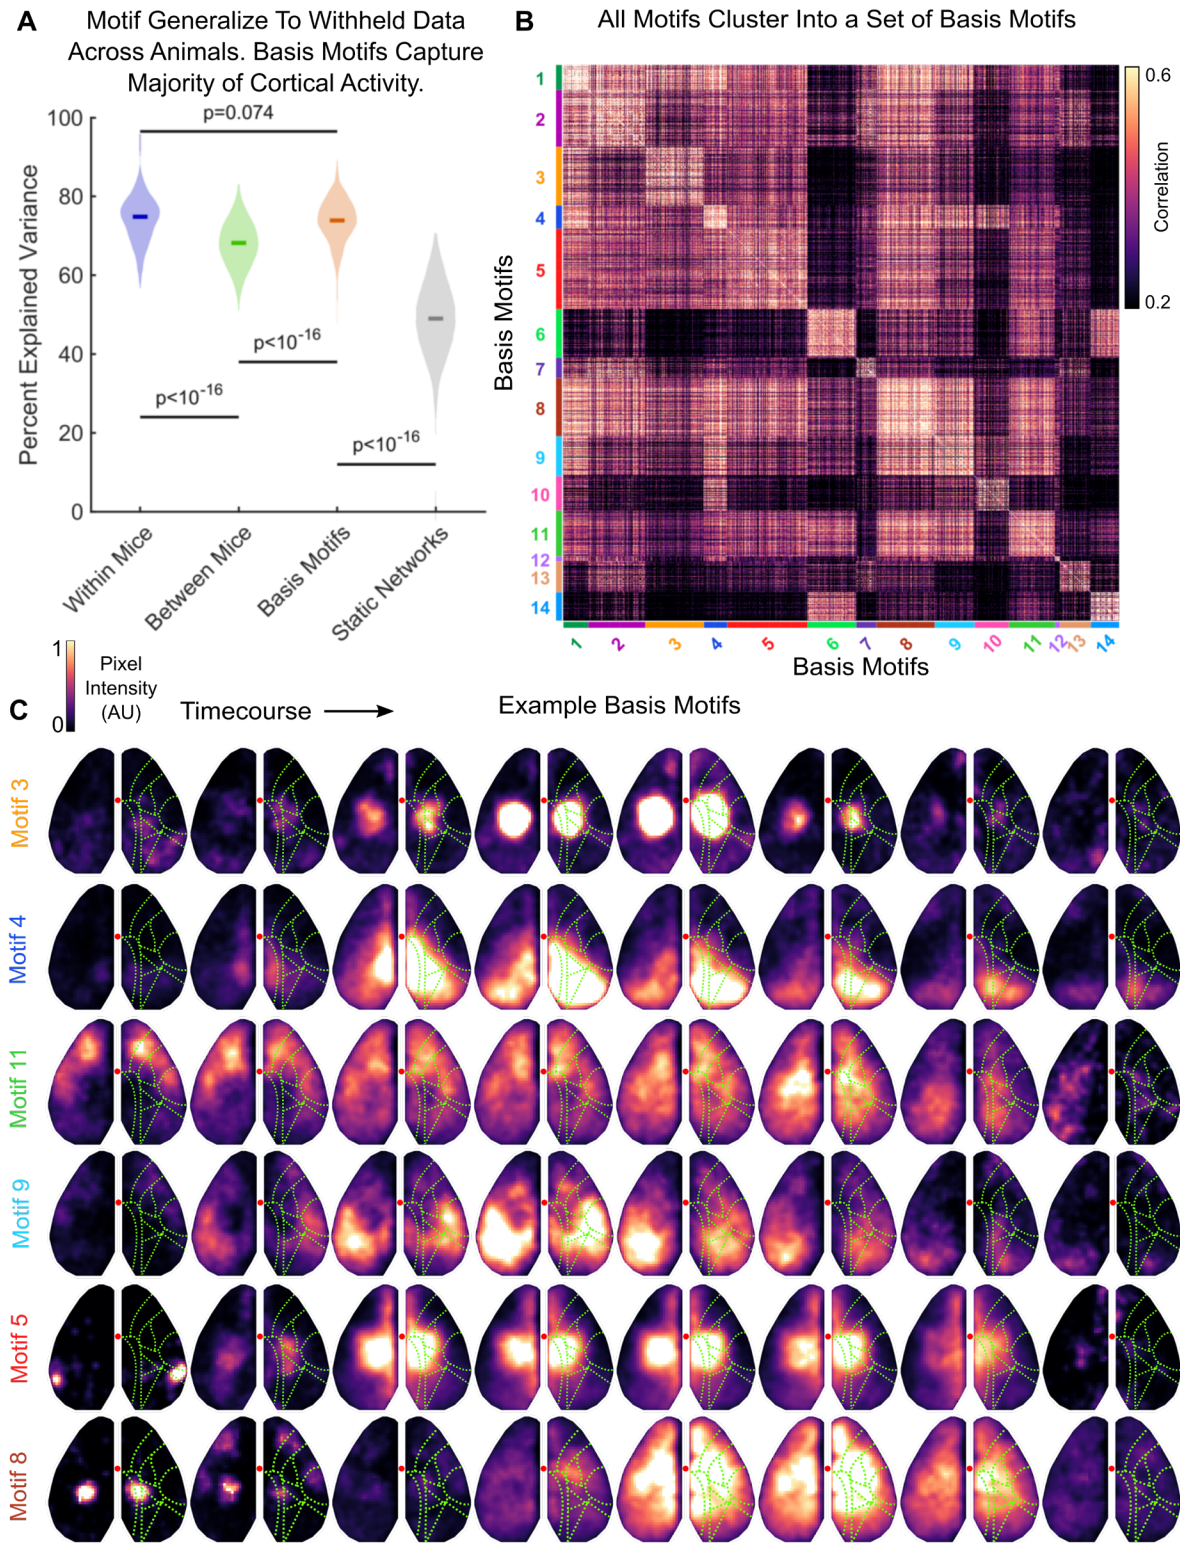 A
Motif Generalize To Withheld Data
Across Animals. Basis Motifs Capture
Majority of Cortical Activity.
Percent Explained Variance
100
80
60
40
20
0
p=0.074
p<10-16
p<10-16
p<10-16
Within Mice
Between Mice
Basis Motifs
Static Networks
B
All Motifs Cluster Into a Set of Basis Motifs
Basis Motifs
1
2
3
4
5
6
7
8
9
10
11
12
13
14
1 2 3 4 5 6 7 8 9 10 11 12 13 14
Basis Motifs
0.6
Correlation
0.2
1
Pixel
Intensity
(AU)
0
C
Timecourse
Example Basis Motifs
Motif 3
Motif 4
Motif 11
Motif 9
Motif 5
Motif 8